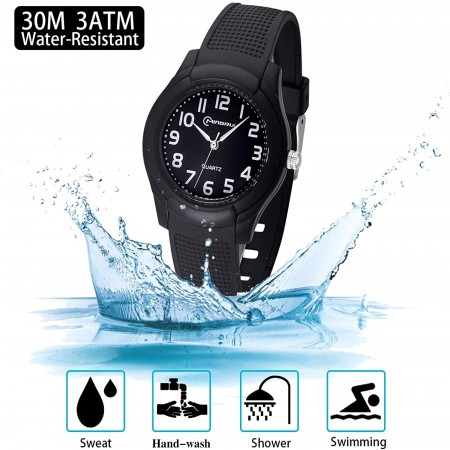 30M 3ATM
Water-Resistant
12
1
2
3
4
5
6
7
8
9
10
11
MINGRUI
QUARTZ
Sweat
Hand-wash
Shower
Swimming